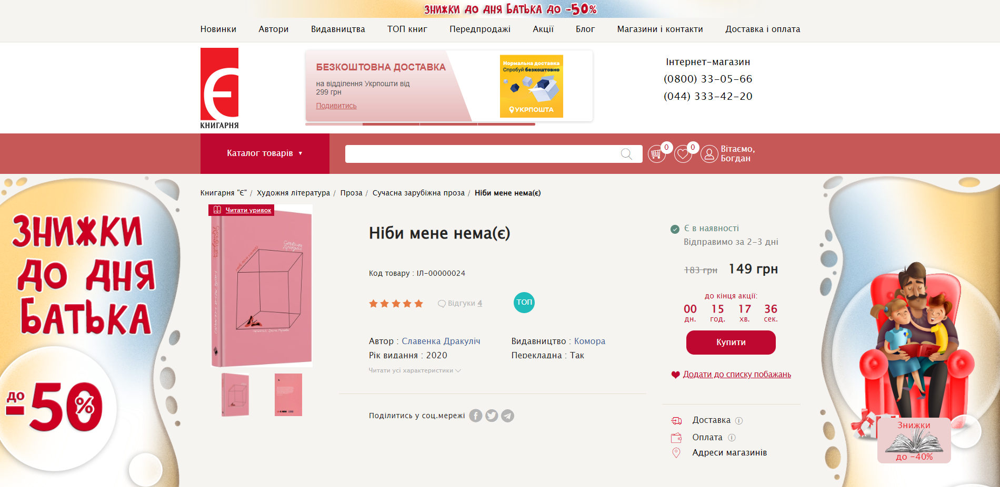 ЗНИЖКИ ДО ДНЯ БАТЬКА ДО -50%
Новинки Автори Видавництва ТОП книг Передпродажі Акції Блог Магазини і контакти Доставка і оплата
Є
КНИГАРНЯ
БЕЗКОШТОВНА ДОСТАВКА
на відділення Укрпошти від
299 грн
Подивитись
Нормальна доставка
Спробуй безкоштовно
УКРПОШТА
Інтернет-магазин
(0800) 33-05-66
(044) 333-42-20
Каталог товарів ▼
0
0
Вітаємо,
Богдан
Книгарня "Є" / Художня література / Проза / Сучасна зарубіжна проза / Ніби мене нема(є)
Читати уривок
Славенка
Дракуліч
Ніби мене нема(є)
Код товару : ІЛ-00000024
Відгуки 4
ТОП
Автор : Славенка Дракуліч
Видавництво : Комора
Рік видання : 2020
Перекладна : Так
Читати усі характеристики
Поділитись у соц.мережі
Є в наявності
Відправимо за 2-3 дні
183 грн 149 грн
до кінця акції:
00 15 17 36
дн. год. хв. сек.
Купити
Додати до списку побажань
Доставка
Оплата
Адреси магазинів
ЗНИЖКИ
ДО ДНЯ
БАТЬКА
ДО
-50%
Знижки
до -40%